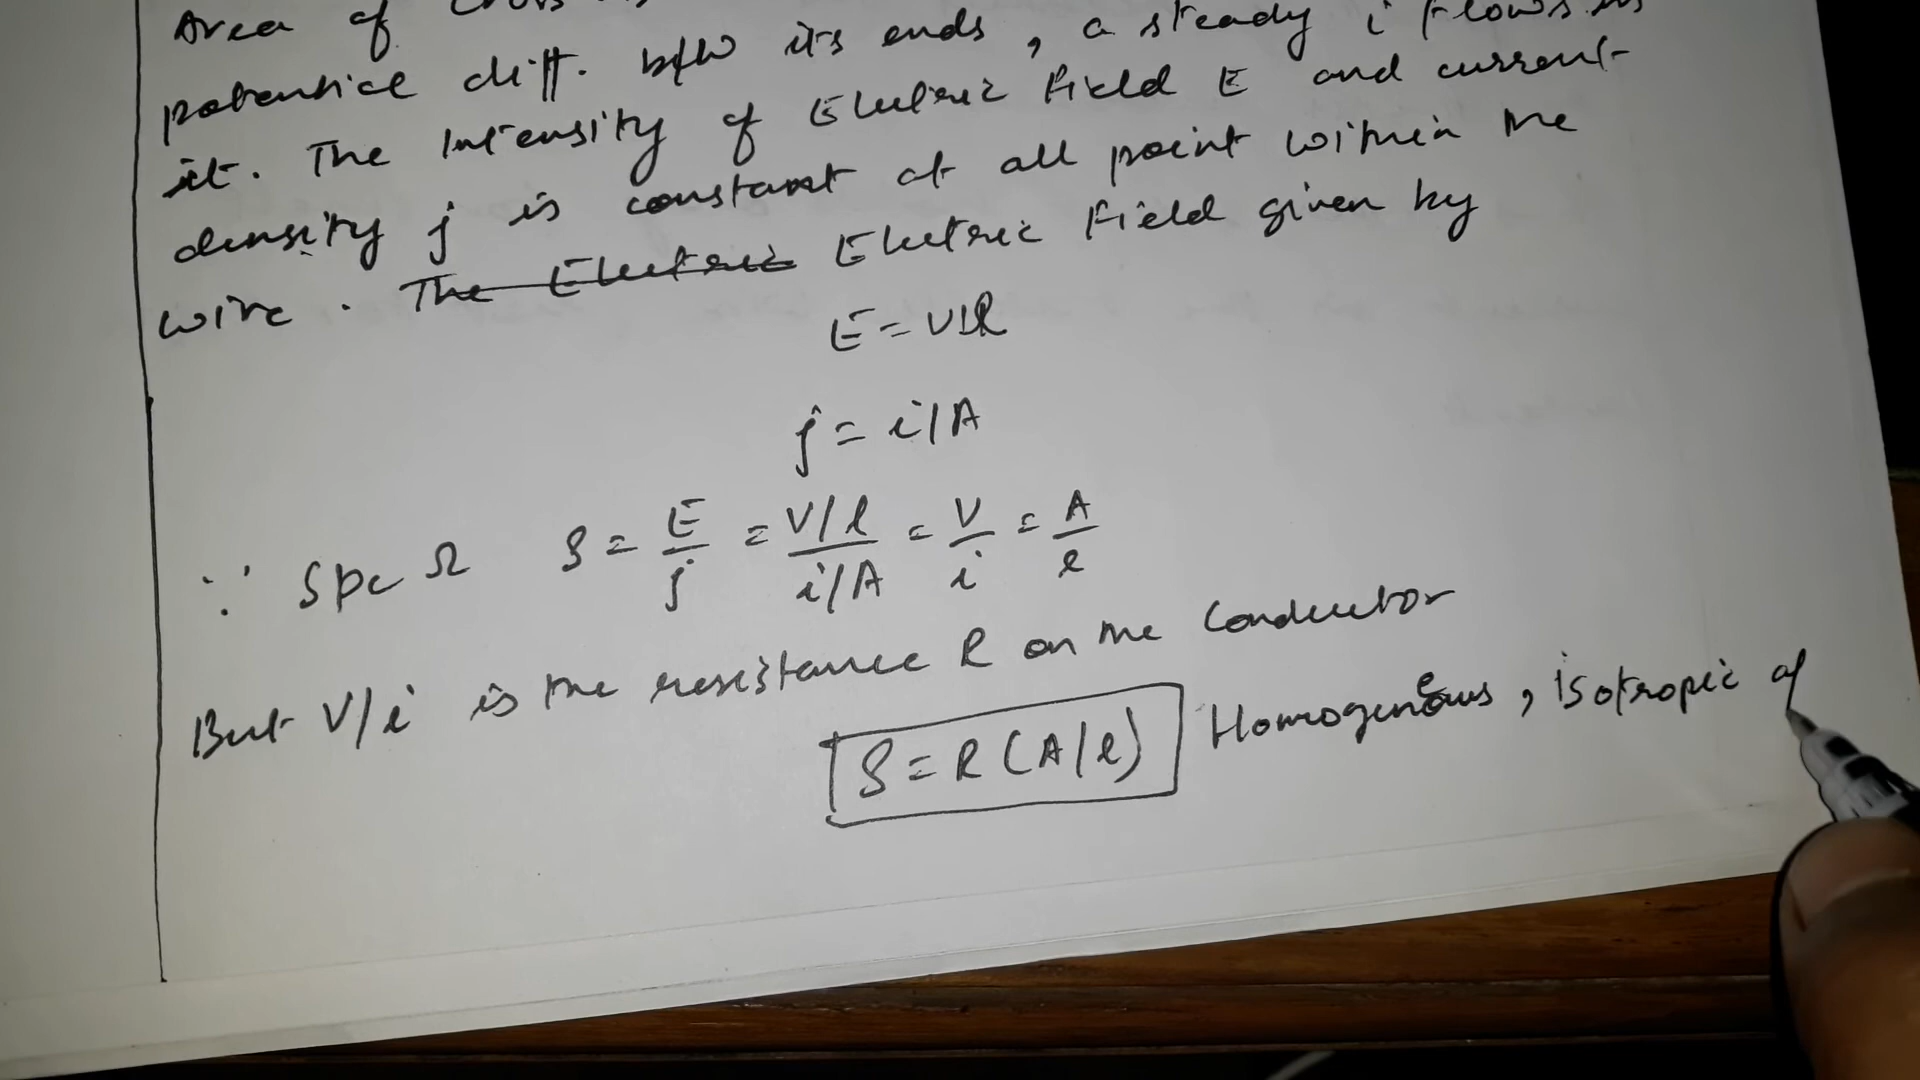 Area of
potential diff. b/w its ends, a steady i flows in
it. The Intensity of Electric Field E and current
density j is constant at all point within the
wire. The Electric Electric Field given by
E = V/l
j = i/A
∵ Spc Ω ρ = E/j = V/l / i/A = V/i = A/l
But V/i is the resistance R on the conductor
ρ = R (A/l) Homogeneous, isotropic of